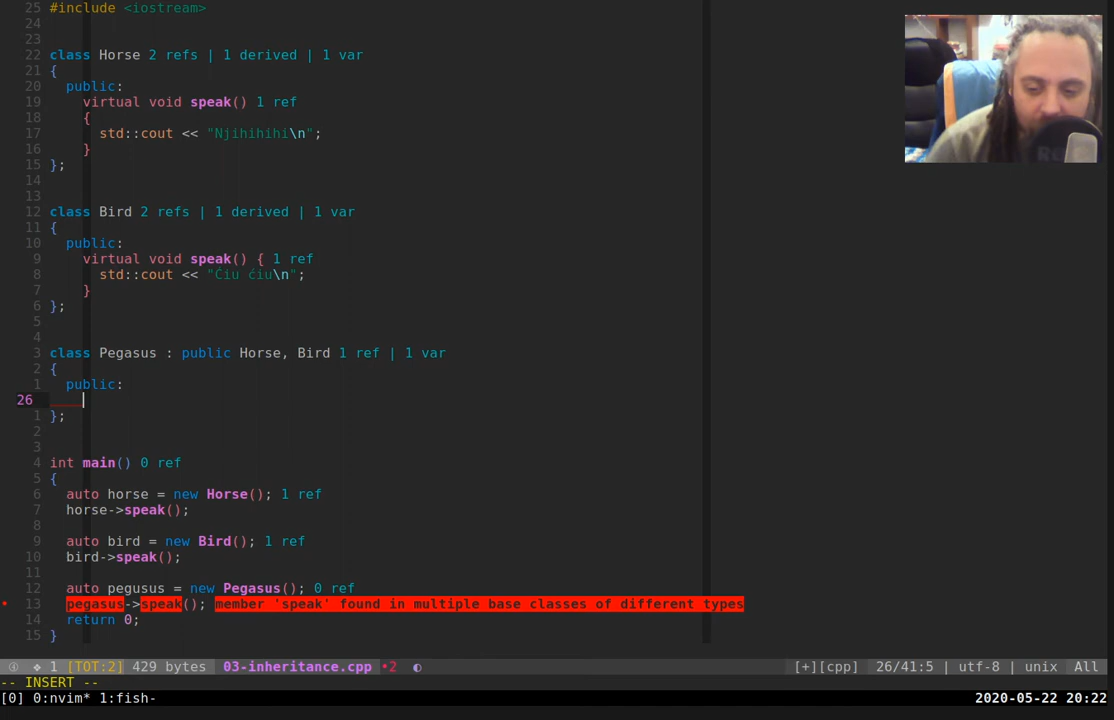 25 #include <iostream>
24
23
22 class Horse 2 refs | 1 derived | 1 var
21 {
20 public:
19 virtual void speak() 1 ref
18 {
17 std::cout << "Njihihihi\n";
16 }
15 };
14
13
12 class Bird 2 refs | 1 derived | 1 var
11 {
10 public:
9 virtual void speak() { 1 ref
8 std::cout << "Ćiu ćiu\n";
7 }
6 };
5
4
3 class Pegasus : public Horse, Bird 1 ref | 1 var
2 {
1 public:
26
1 };
2
3
4 int main() 0 ref
5 {
6 auto horse = new Horse(); 1 ref
7 horse->speak();
8
9 auto bird = new Bird(); 1 ref
10 bird->speak();
11
12 auto pegusus = new Pegasus(); 0 ref
13 pegasus->speak(); member 'speak' found in multiple base classes of different types
14 return 0;
15 }
1 [TOT:2] 429 bytes 03-inheritance.cpp •2 [+][cpp] 26/41:5 | utf-8 | unix | All
-- INSERT --
[0] 0:nvim* 1:fish- 2020-05-22 20:22